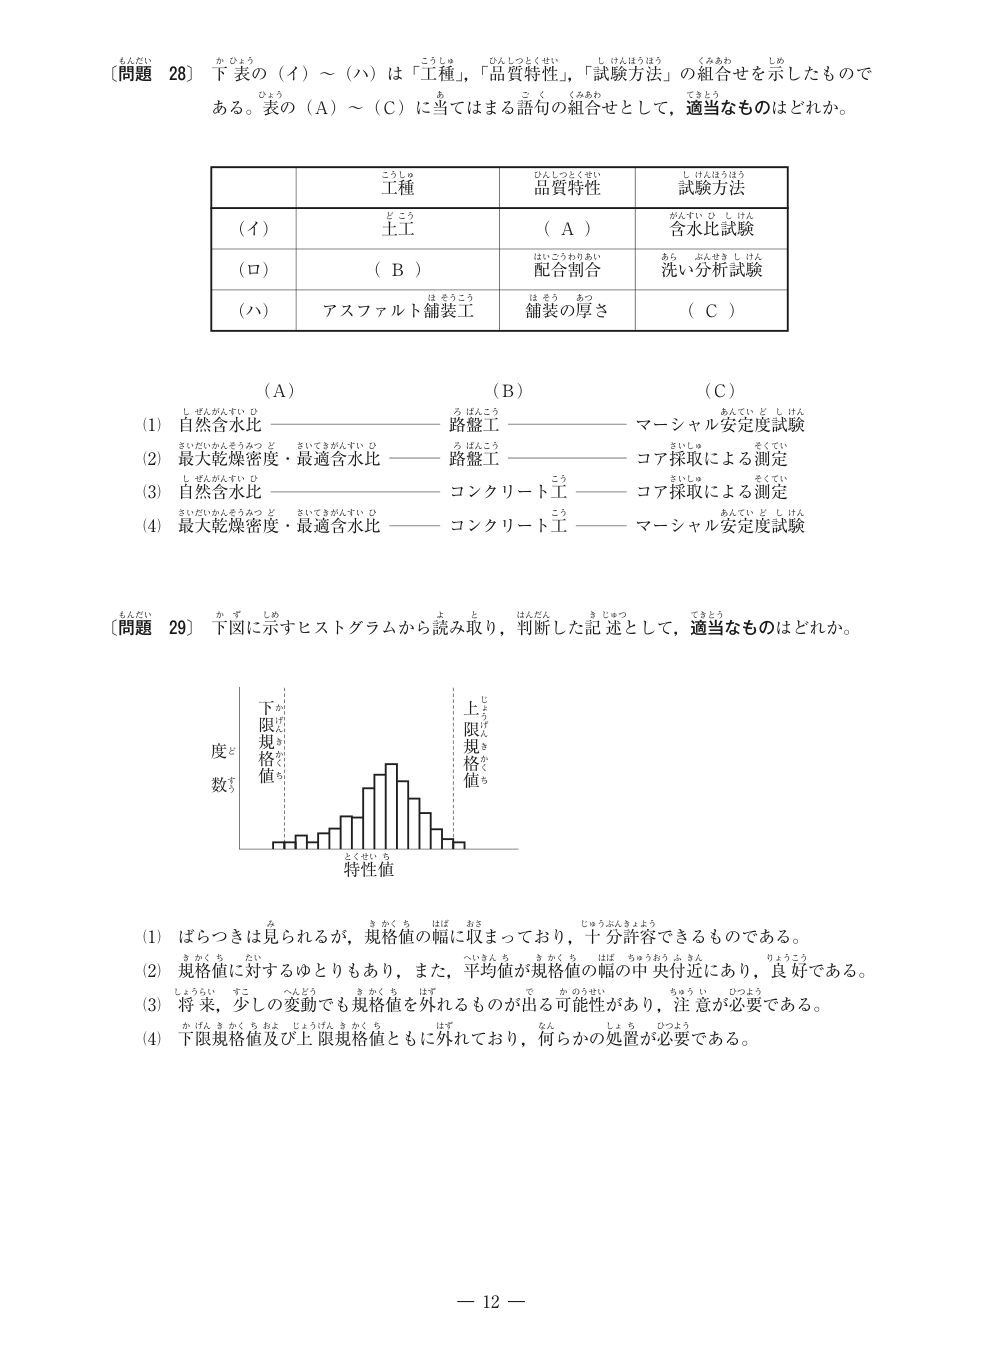 〔問題 28〕 下表の(イ)～(ハ)は「工種」，「品質特性」，「試験方法」の組合せを示したもので
ある。表の(A)～(C)に当てはまる語句の組合せとして，適当なものはどれか。
工種 品質特性 試験方法
(イ) 土工 ( A ) 含水比試験
(ロ) ( B ) 配合割合 洗い分析試験
(ハ) アスファルト舗装工 舗装の厚さ ( C )
(A) (B) (C)
⑴ 自然含水比 ―――― 路盤工 ―――― マーシャル安定度試験
⑵ 最大乾燥密度・最適含水比 ―― 路盤工 ―――― コア採取による測定
⑶ 自然含水比 ―――― コンクリート工 ―― コア採取による測定
⑷ 最大乾燥密度・最適含水比 ―― コンクリート工 ―― マーシャル安定度試験
〔問題 29〕 下図に示すヒストグラムから読み取り，判断した記述として，適当なものはどれか。
度数
下限規格値
上限規格値
特性値
⑴ ばらつきは見られるが，規格値の幅に収まっており，十分許容できるものである。
⑵ 規格値に対するゆとりもあり，また，平均値が規格値の幅の中央付近にあり，良好である。
⑶ 将来，少しの変動でも規格値を外れるものが出る可能性があり，注意が必要である。
⑷ 下限規格値及び上限規格値ともに外れており，何らかの処置が必要である。
― 12 ―